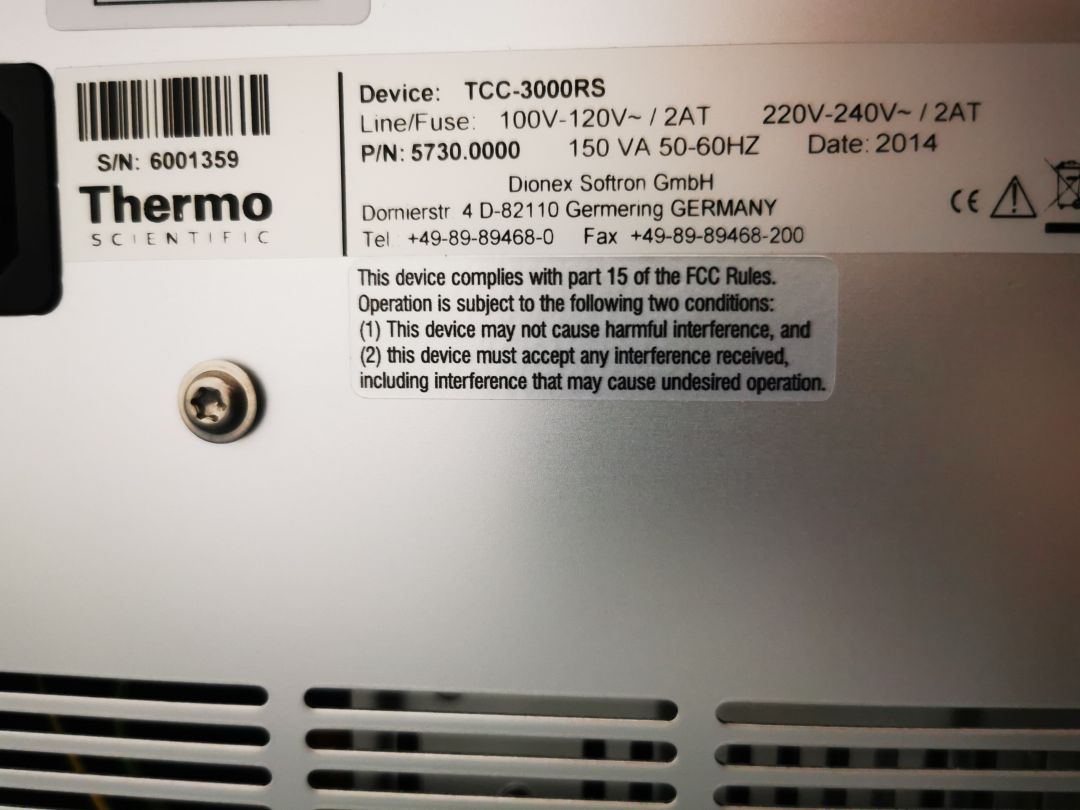 S/N: 6001359
Thermo
SCIENTIFIC
Device: TCC-3000RS
Line/Fuse: 100V-120V~ / 2AT 220V-240V~ / 2AT
P/N: 5730.0000 150 VA 50-60HZ Date: 2014
Dionex Softron GmbH
Dornierstr 4 D-82110 Germering GERMANY
Tel +49-89-89468-0 Fax +49-89-89468-200
CE
This device complies with part 15 of the FCC Rules.
Operation is subject to the following two conditions:
(1) This device may not cause harmful interference, and
(2) this device must accept any interference received,
including interference that may cause undesired operation.